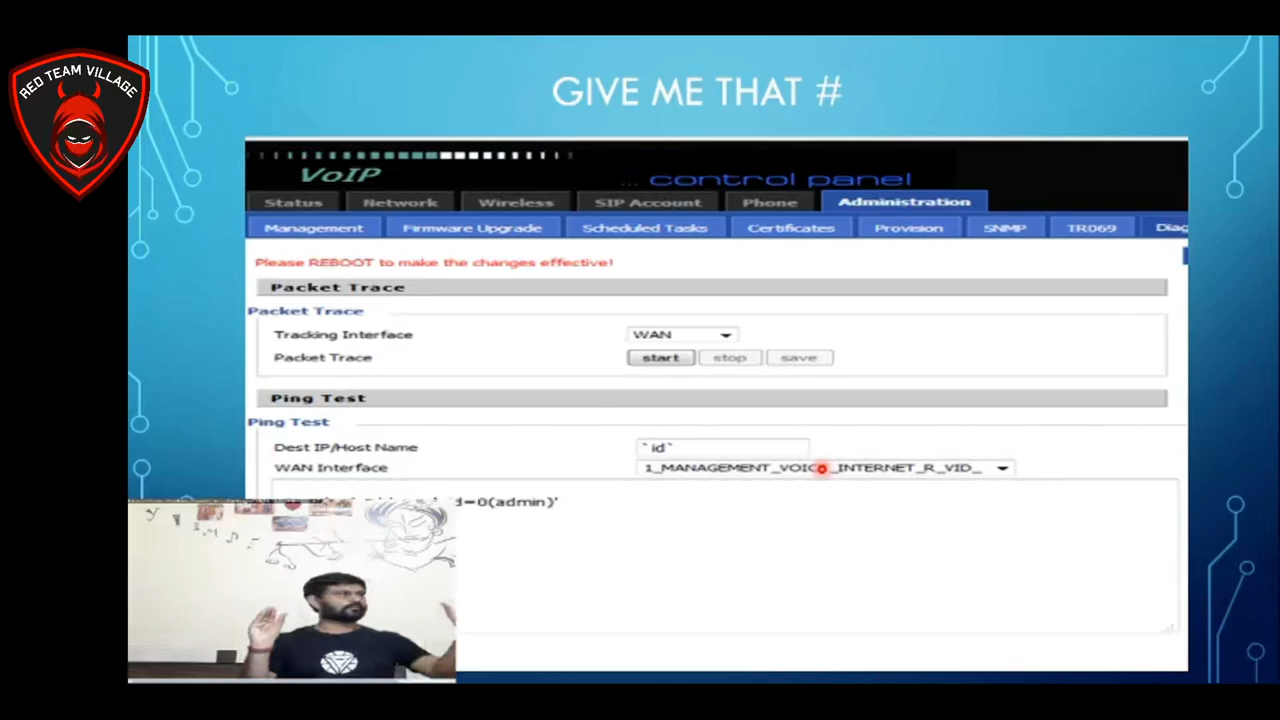 RED TEAM VILLAGE
GIVE ME THAT #
VoIP
... control panel
Status Network Wireless SIP Account Phone Administration
Management Firmware Upgrade Scheduled Tasks Certificates Provision SNMP TR069 Diag
Please REBOOT to make the changes effective!
Packet Trace
Packet Trace
Tracking Interface WAN
Packet Trace start stop save
Ping Test
Ping Test
Dest IP/Host Name `id`
WAN Interface 1_MANAGEMENT_VOICE_INTERNET_R_VID_
d=0(admin)'